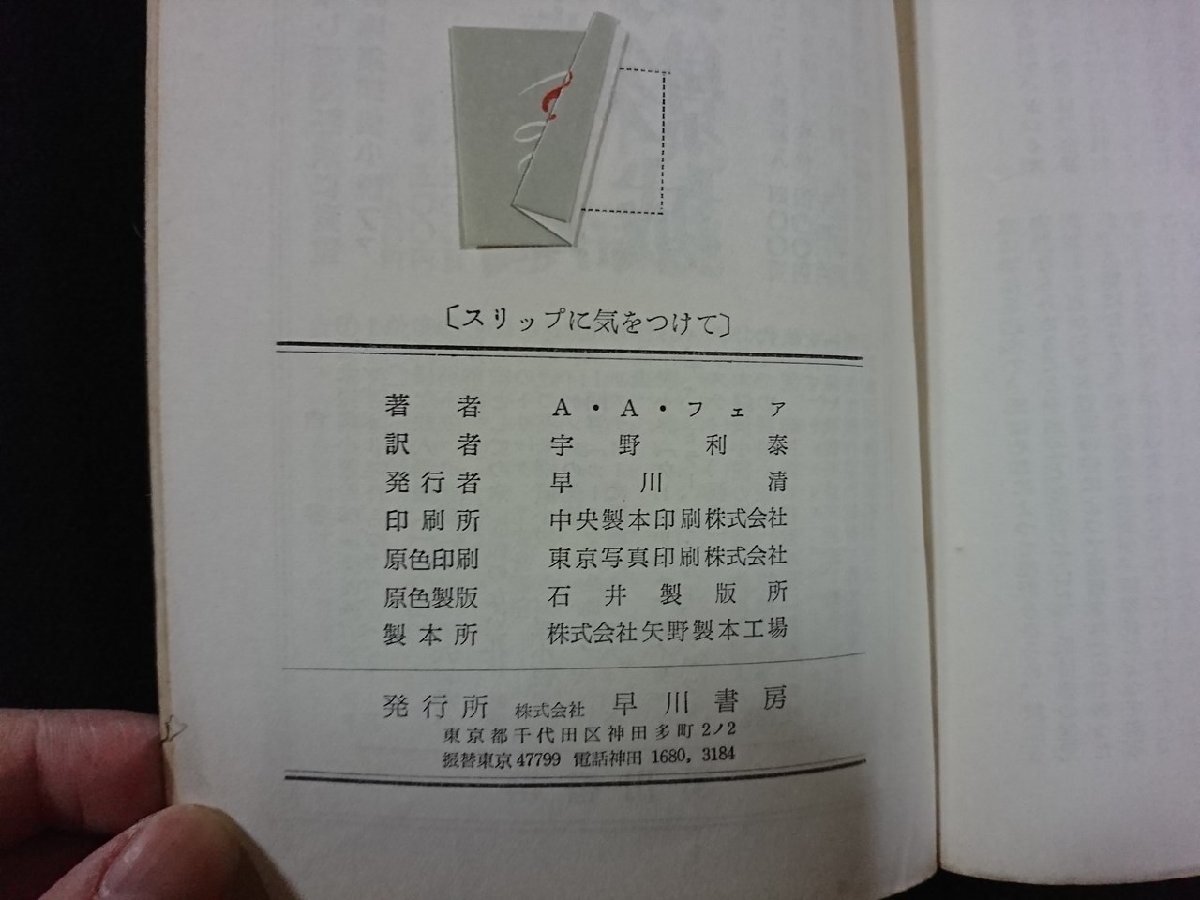 〔スリップに気をつけて〕
著者 A・A・フェア
訳者 宇野利泰
発行者 早川清
印刷所 中央製本印刷株式会社
原色印刷 東京写真印刷株式会社
原色製版 石井製版所
製本所 株式会社矢野製本工場
発行所 株式会社 早川書房
東京都千代田区神田多町2ノ2
振替東京47799 電話神田 1680, 3184